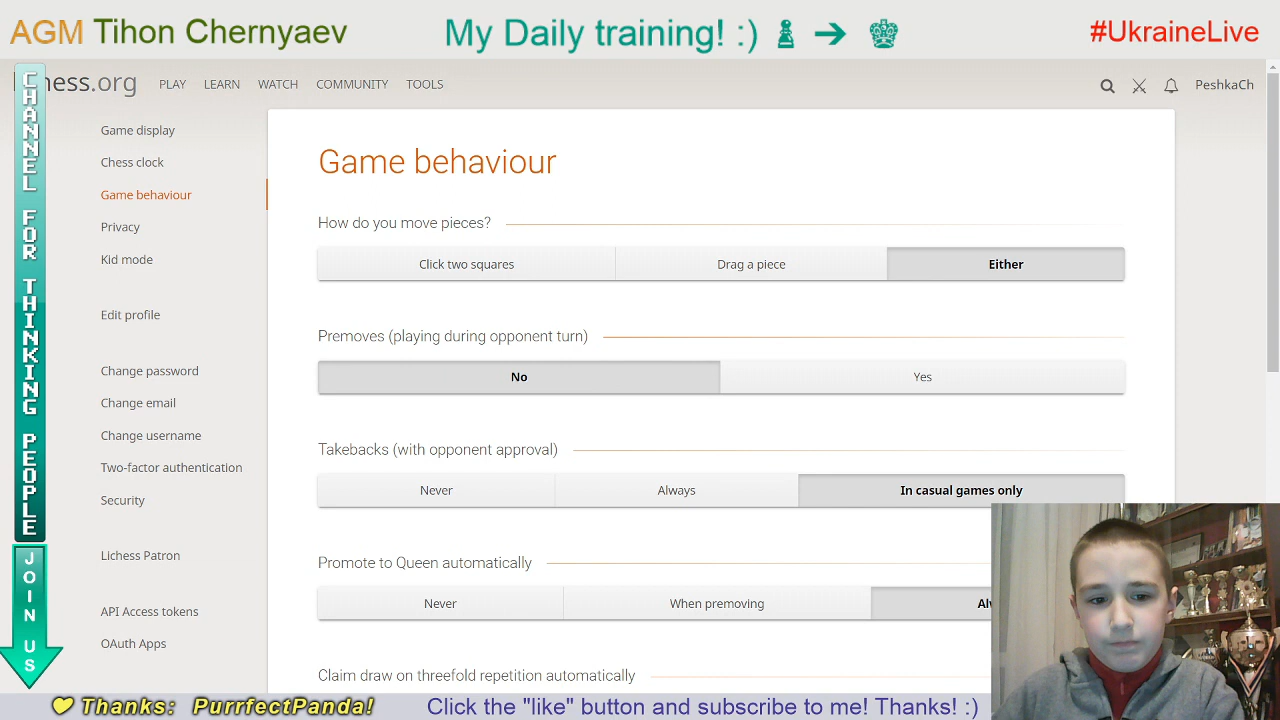 AGM Tihon Chernyaev
My Daily training! :) ♟ → ♚
#UkraineLive
CHANNEL FOR THINKING PEOPLE
JOIN US
hess.org
PLAY LEARN WATCH COMMUNITY TOOLS
PeshkaCh
Game display
Chess clock
Game behaviour
Privacy
Kid mode
Edit profile
Change password
Change email
Change username
Two-factor authentication
Security
Lichess Patron
API Access tokens
OAuth Apps
Game behaviour
How do you move pieces?
Click two squares Drag a piece Either
Premoves (playing during opponent turn)
No Yes
Takebacks (with opponent approval)
Never Always In casual games only
Promote to Queen automatically
Never When premoving
Claim draw on threefold repetition automatically
Thanks: PurrfectPanda!
Click the "like" button and subscribe to me! Thanks! :)